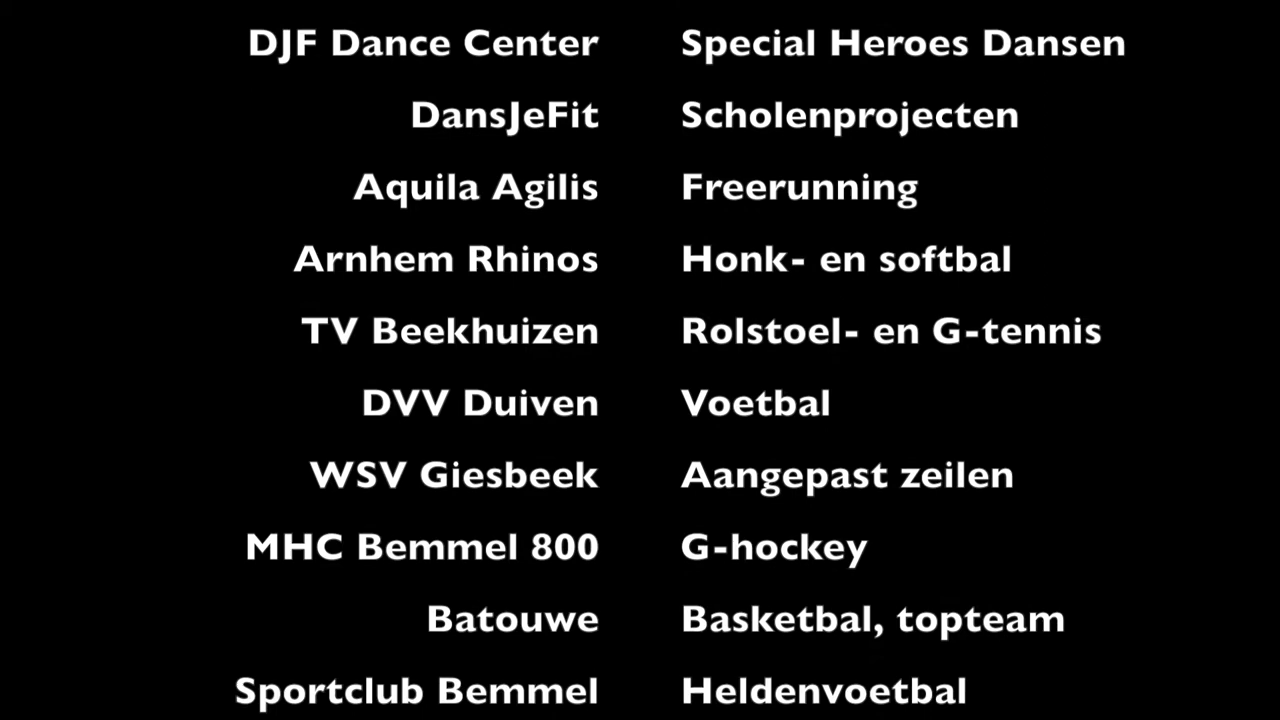 DJF Dance Center Special Heroes Dansen
DansJeFit Scholenprojecten
Aquila Agilis Freerunning
Arnhem Rhinos Honk- en softbal
TV Beekhuizen Rolstoel- en G-tennis
DVV Duiven Voetbal
WSV Giesbeek Aangepast zeilen
MHC Bemmel 800 G-hockey
Batouwe Basketbal, topteam
Sportclub Bemmel Heldenvoetbal